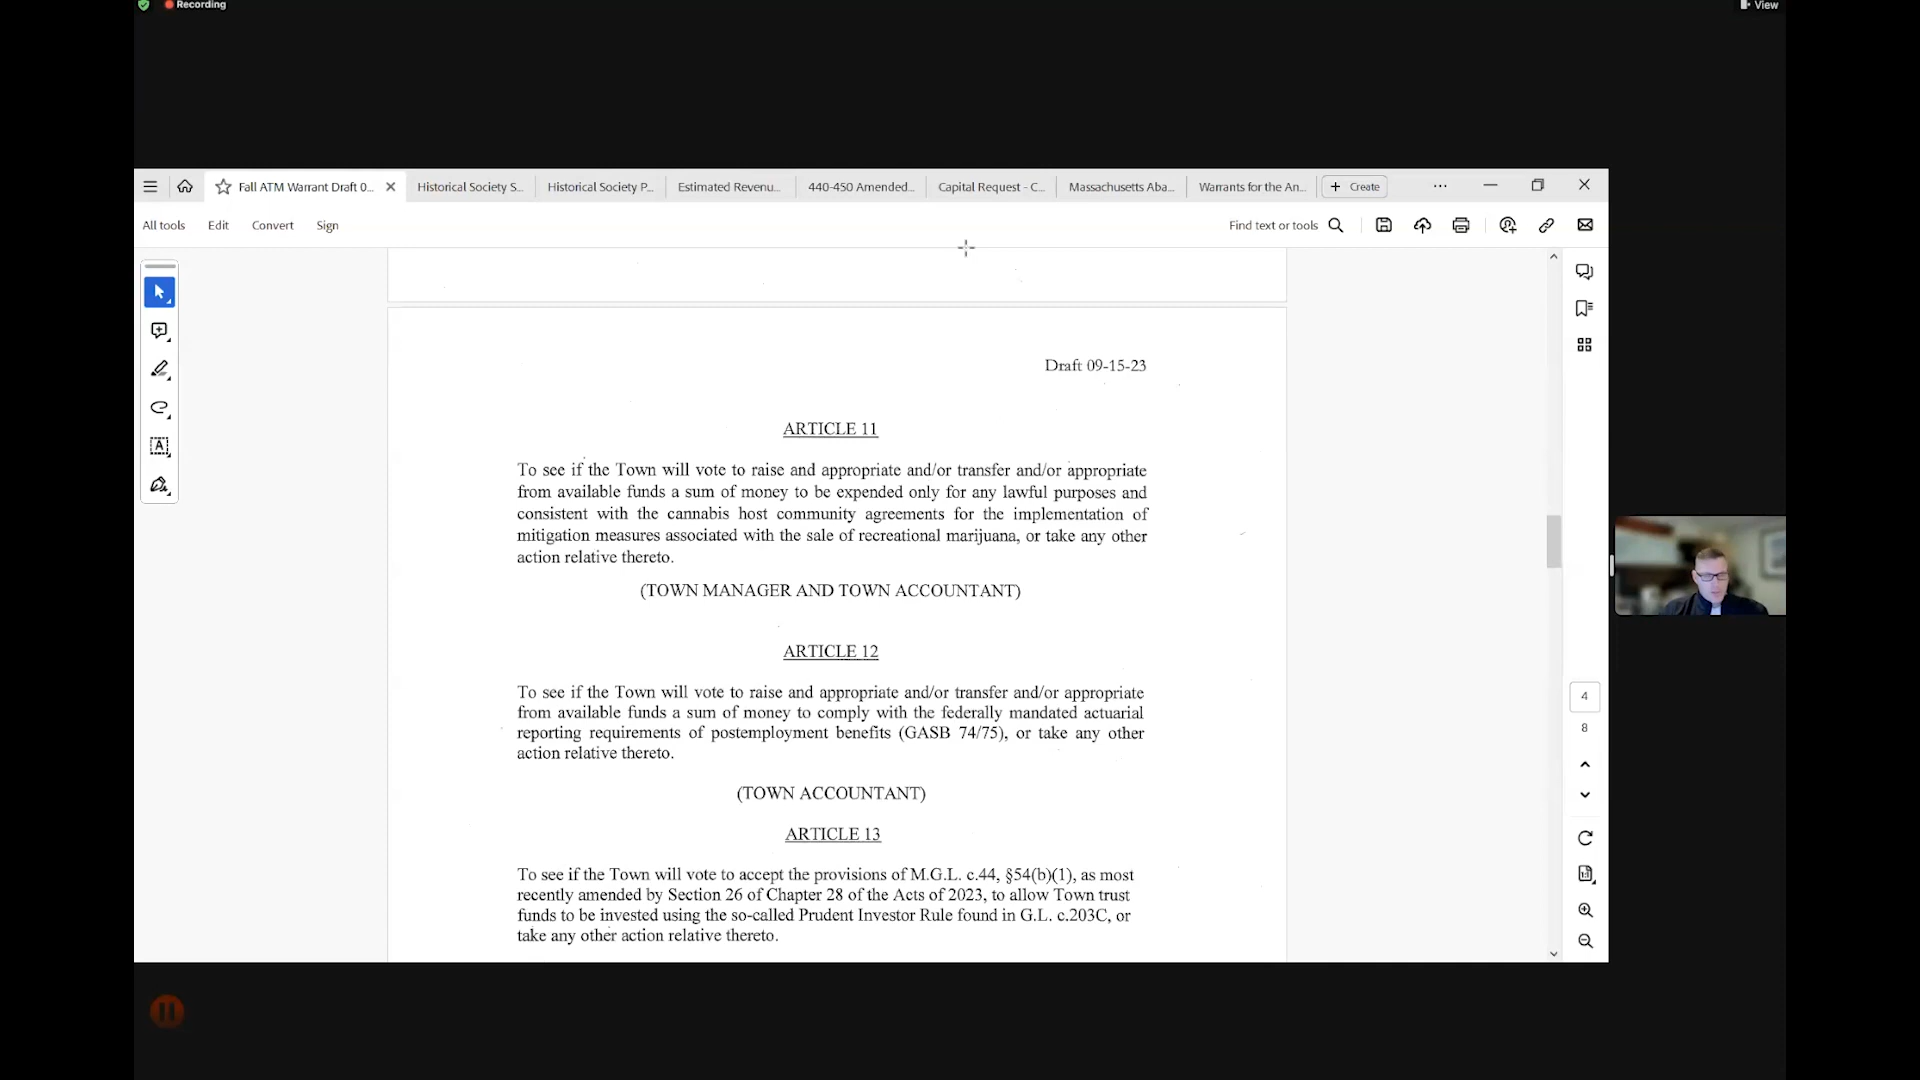 Recording
View
Fall ATM Warrant Draft 0...
Historical Society S...
Historical Society P...
Estimated Revenu...
440-450 Amended...
Capital Request - C...
Massachusetts Aba...
Warrants for the An...
+ Create
All tools
Edit
Convert
Sign
Find text or tools
Draft 09-15-23
ARTICLE 11
To see if the Town will vote to raise and appropriate and/or transfer and/or appropriate
from available funds a sum of money to be expended only for any lawful purposes and
consistent with the cannabis host community agreements for the implementation of
mitigation measures associated with the sale of recreational marijuana, or take any other
action relative thereto.
(TOWN MANAGER AND TOWN ACCOUNTANT)
ARTICLE 12
To see if the Town will vote to raise and appropriate and/or transfer and/or appropriate
from available funds a sum of money to comply with the federally mandated actuarial
reporting requirements of postemployment benefits (GASB 74/75), or take any other
action relative thereto.
(TOWN ACCOUNTANT)
ARTICLE 13
To see if the Town will vote to accept the provisions of M.G.L. c.44, §54(b)(1), as most
recently amended by Section 26 of Chapter 28 of the Acts of 2023, to allow Town trust
funds to be invested using the so-called Prudent Investor Rule found in G.L. c.203C, or
take any other action relative thereto.
4
8